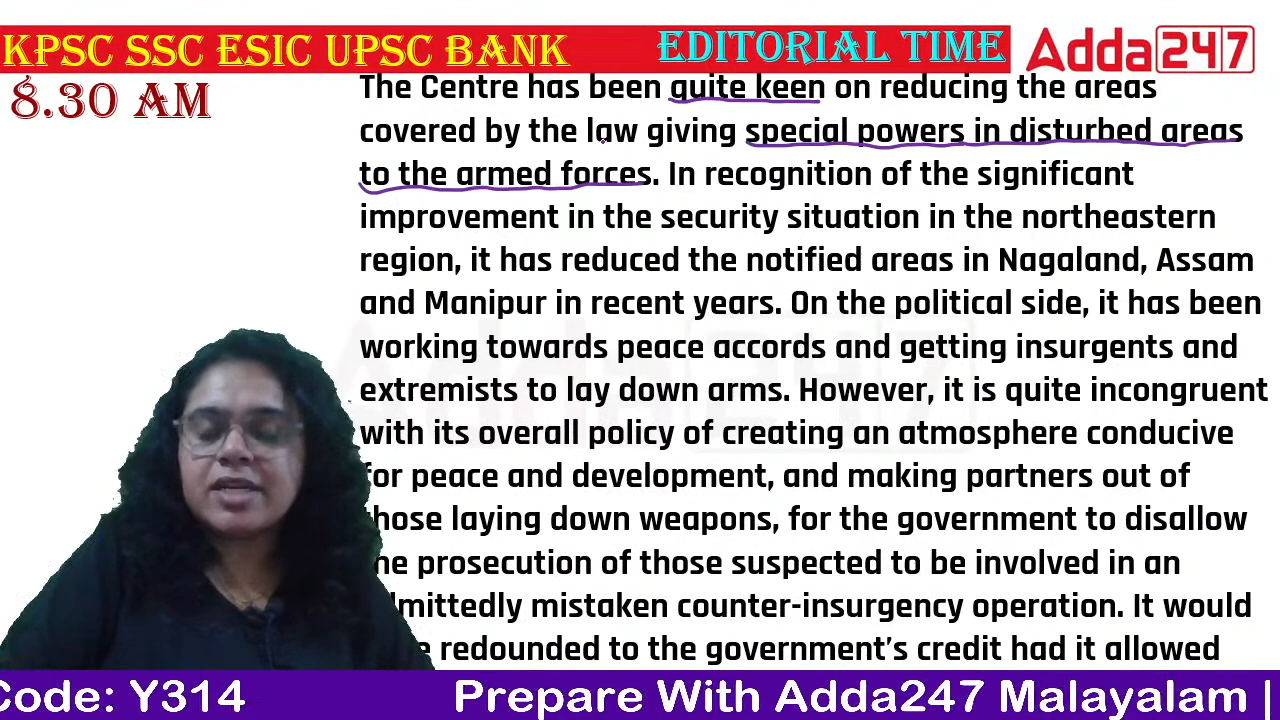 KPSC SSC ESIC UPSC BANK
EDITORIAL TIME
Adda247
8.30 AM
The Centre has been quite keen on reducing the areas
covered by the law giving special powers in disturbed areas
to the armed forces. In recognition of the significant
improvement in the security situation in the northeastern
region, it has reduced the notified areas in Nagaland, Assam
and Manipur in recent years. On the political side, it has been
working towards peace accords and getting insurgents and
extremists to lay down arms. However, it is quite incongruent
with its overall policy of creating an atmosphere conducive
for peace and development, and making partners out of
those laying down weapons, for the government to disallow
prosecution of those suspected to be involved in an
mistaken counter-insurgency operation. It would
redounded to the government's credit had it allowed
Code: Y314
Prepare With Adda247 Malayalam |